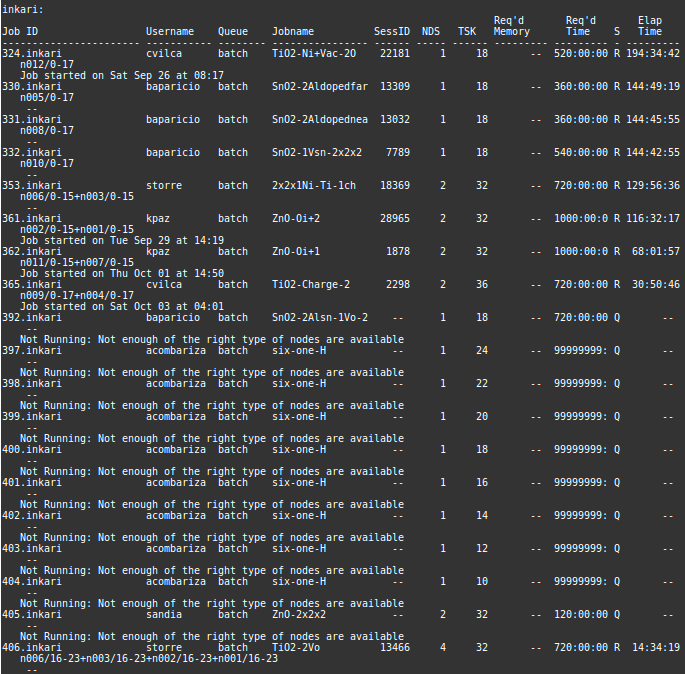 inkari:
Req'd Req'd Elap
Job ID Username Queue Jobname SessID NDS TSK Memory Time S Time
----------------------- ----------- -------- ---------------- ------ ----- ------ --------- --------- - ---------
324.inkari cvilca batch TiO2-Ni+Vac-2O 22181 1 18 -- 520:00:00 R 194:34:42
n012/0-17
Job started on Sat Sep 26 at 08:17
330.inkari baparicio batch SnO2-2Aldopedfar 13309 1 18 -- 360:00:00 R 144:49:19
n005/0-17
--
331.inkari baparicio batch SnO2-2Aldopednea 13032 1 18 -- 360:00:00 R 144:45:55
n008/0-17
--
332.inkari baparicio batch SnO2-1Vsn-2x2x2 7789 1 18 -- 540:00:00 R 144:42:55
n010/0-17
--
353.inkari storre batch 2x2x1Ni-Ti-1ch 18369 2 32 -- 720:00:00 R 129:56:36
n006/0-15+n003/0-15
--
361.inkari kpaz batch ZnO-Oi+2 28965 2 32 -- 1000:00:0 R 116:32:17
n002/0-15+n001/0-15
Job started on Tue Sep 29 at 14:19
362.inkari kpaz batch ZnO-Oi+1 1878 2 32 -- 1000:00:0 R 68:01:57
n011/0-15+n007/0-15
Job started on Thu Oct 01 at 14:50
365.inkari cvilca batch TiO2-Charge-2 2298 2 36 -- 720:00:00 R 30:50:46
n009/0-17+n004/0-17
Job started on Sat Oct 03 at 04:01
392.inkari baparicio batch SnO2-2Alsn-1Vo-2 -- 1 18 -- 720:00:00 Q --
--
Not Running: Not enough of the right type of nodes are available
397.inkari acombariza batch six-one-H -- 1 24 -- 99999999: Q --
--
Not Running: Not enough of the right type of nodes are available
398.inkari acombariza batch six-one-H -- 1 22 -- 99999999: Q --
--
Not Running: Not enough of the right type of nodes are available
399.inkari acombariza batch six-one-H -- 1 20 -- 99999999: Q --
--
Not Running: Not enough of the right type of nodes are available
400.inkari acombariza batch six-one-H -- 1 18 -- 99999999: Q --
--
Not Running: Not enough of the right type of nodes are available
401.inkari acombariza batch six-one-H -- 1 16 -- 99999999: Q --
--
Not Running: Not enough of the right type of nodes are available
402.inkari acombariza batch six-one-H -- 1 14 -- 99999999: Q --
--
Not Running: Not enough of the right type of nodes are available
403.inkari acombariza batch six-one-H -- 1 12 -- 99999999: Q --
--
Not Running: Not enough of the right type of nodes are available
404.inkari acombariza batch six-one-H -- 1 10 -- 99999999: Q --
--
Not Running: Not enough of the right type of nodes are available
405.inkari sandia batch ZnO-2x2x2 -- 2 32 -- 120:00:00 Q --
--
Not Running: Not enough of the right type of nodes are available
406.inkari storre batch TiO2-2Vo 13466 4 32 -- 720:00:00 R 14:34:19
n006/16-23+n003/16-23+n002/16-23+n001/16-23
--